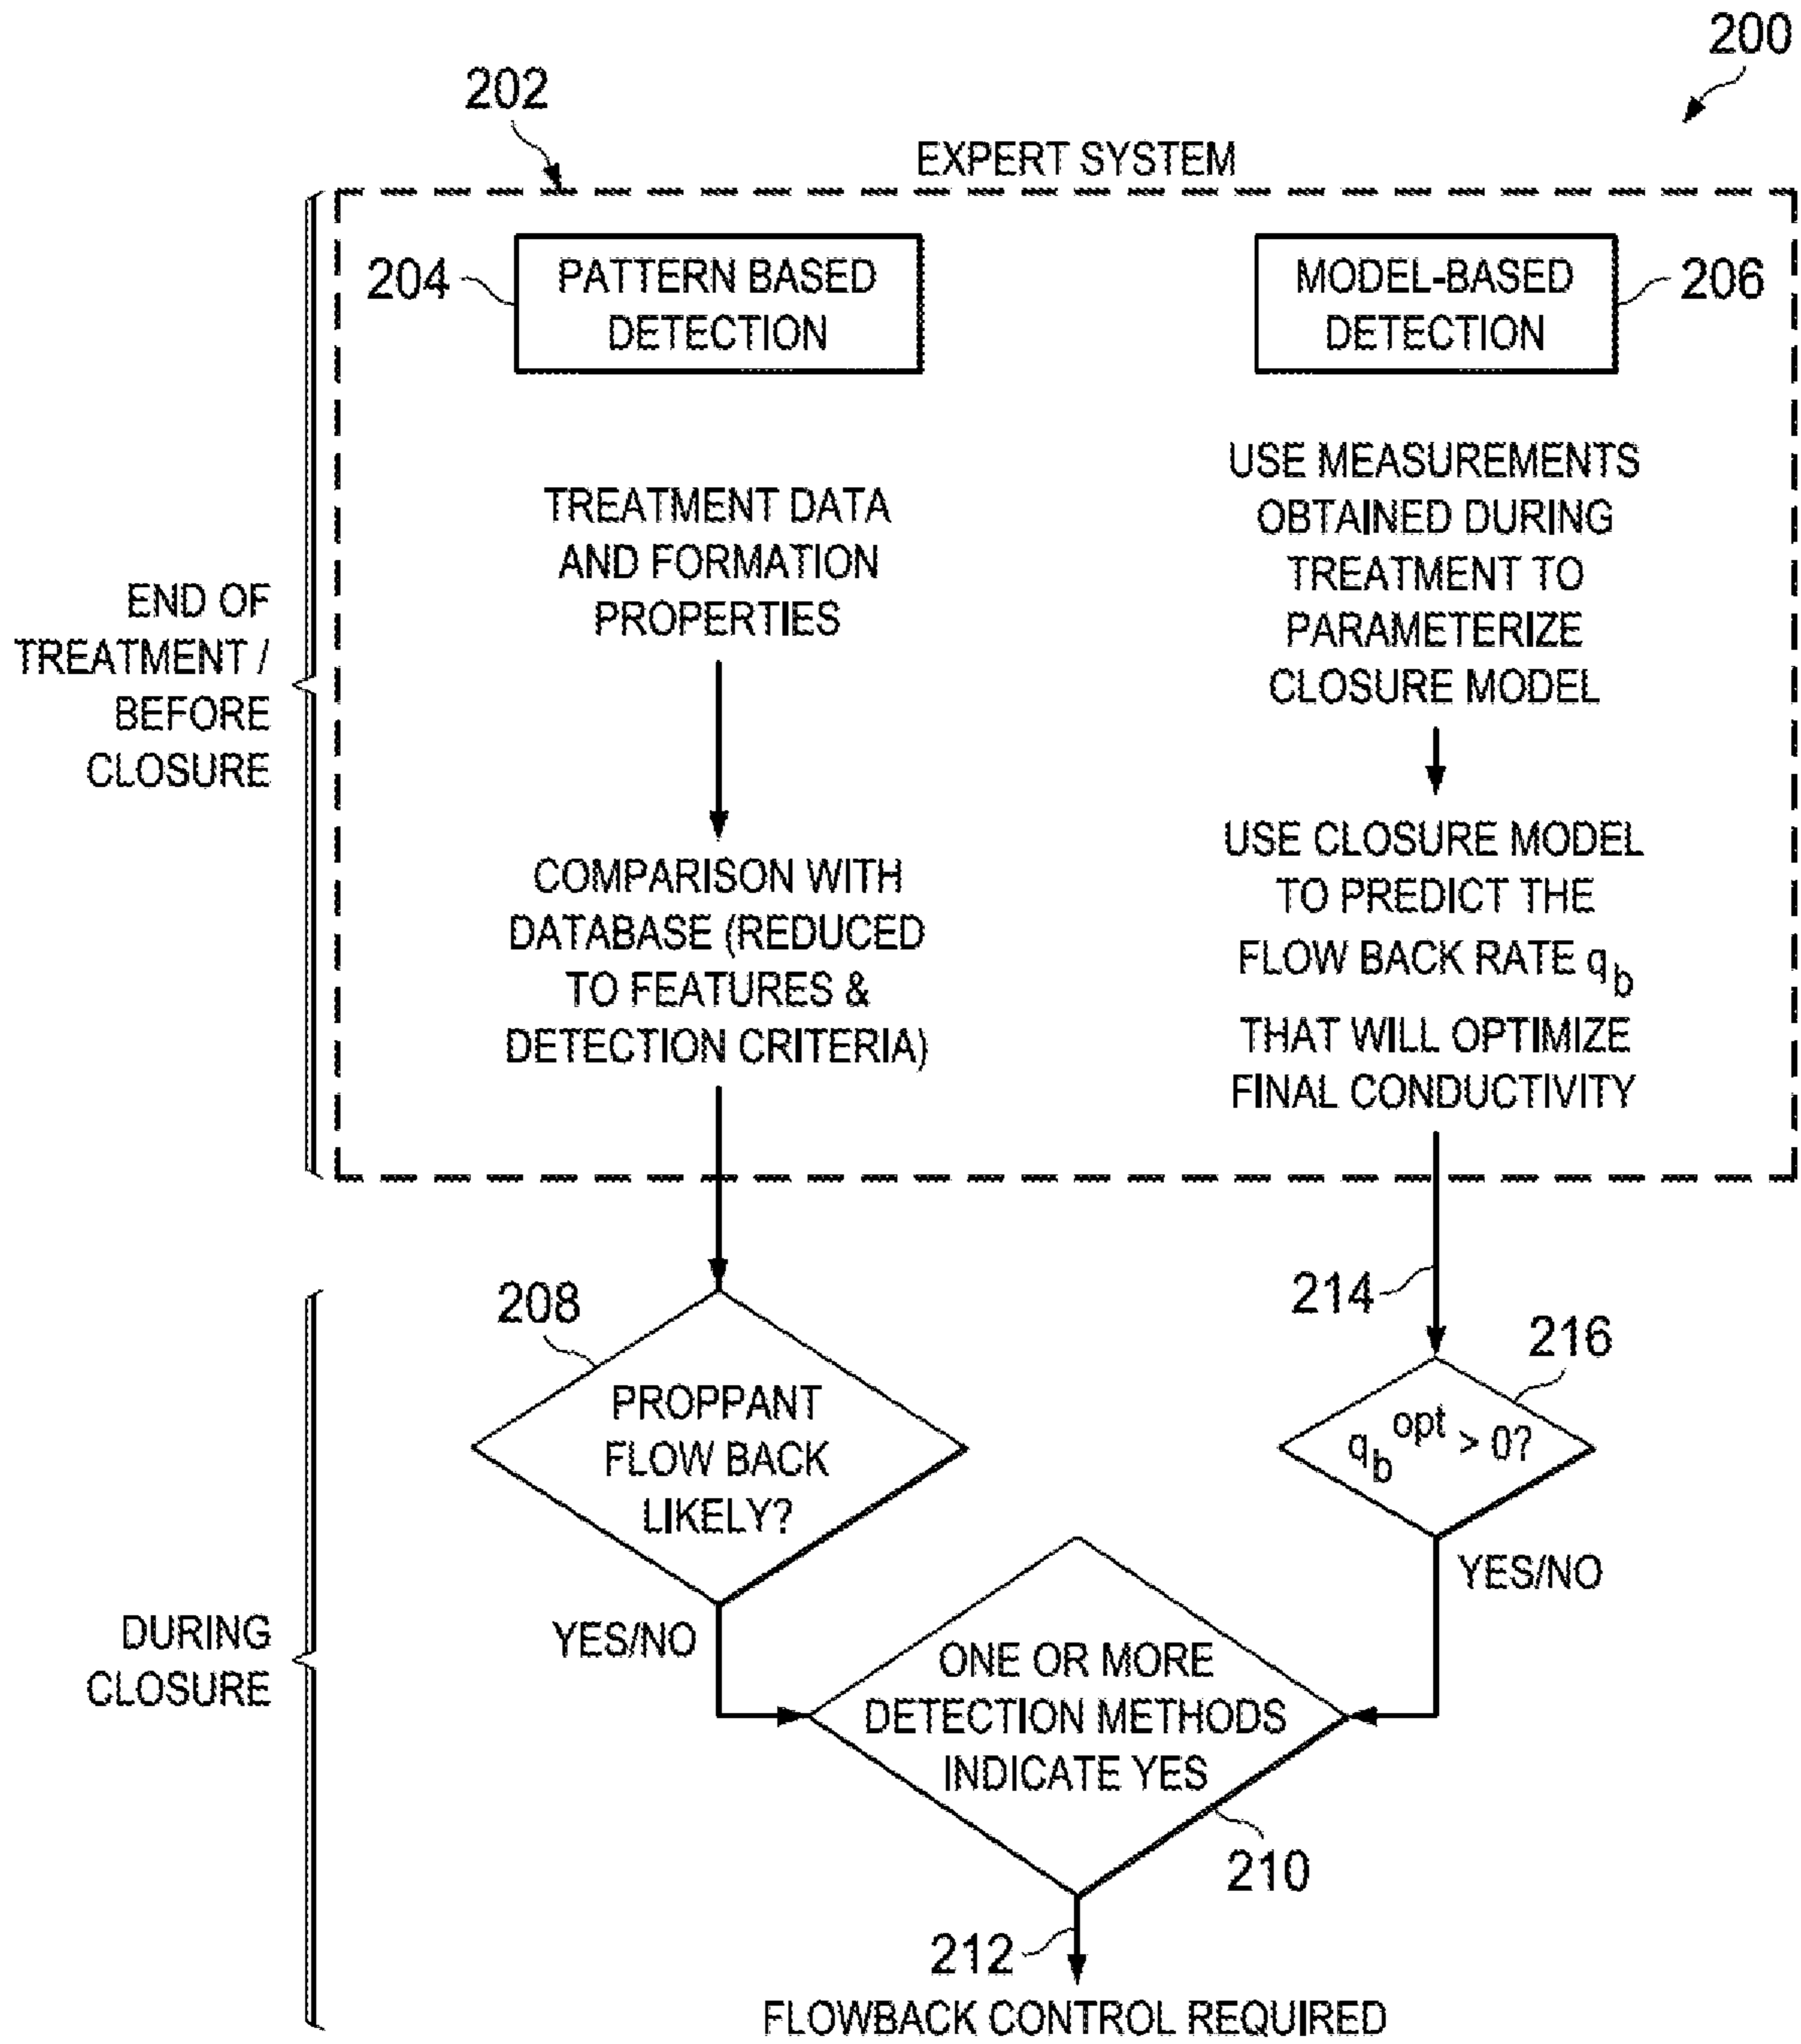 200
202
EXPERT SYSTEM
204
PATTERN BASED
DETECTION
MODEL-BASED
DETECTION
206
END OF
TREATMENT /
BEFORE
CLOSURE
TREATMENT DATA
AND FORMATION
PROPERTIES
COMPARISON WITH
DATABASE (REDUCED
TO FEATURES &
DETECTION CRITERIA)
USE MEASUREMENTS
OBTAINED DURING
TREATMENT TO
PARAMETERIZE
CLOSURE MODEL
USE CLOSURE MODEL
TO PREDICT THE
FLOW BACK RATE qb
THAT WILL OPTIMIZE
FINAL CONDUCTIVITY
DURING
CLOSURE
208
PROPPANT
FLOW BACK
LIKELY?
YES/NO
214
216
qb opt > 0?
YES/NO
ONE OR MORE
DETECTION METHODS
INDICATE YES
210
212
FLOWBACK CONTROL REQUIRED